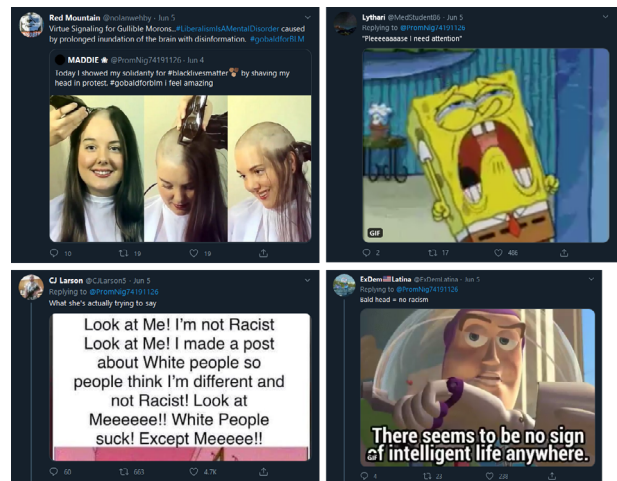 Red Mountain @nolanwehby · Jun 5
Virtue Signaling for Gullible Morons..#LiberalismIsAMentalDisorder caused
by prolonged inundation of the brain with disinformation. #gobaldforBLM
MADDIE @PromNig74191126 · Jun 4
Today I showed my solidarity for #blacklivesmatter by shaving my
head in protest. #gobaldforblm i feel amazing
10 19 19
Lythari @MedStudent86 · Jun 5
Replying to @PromNig74191126
"Pleeeeaaaase I need attention"
GIF
2 17 486
CJ Larson @CJLarson5 · Jun 5
Replying to @PromNig74191126
What she's actually trying to say
Look at Me! I'm not Racist
Look at Me! I made a post
about White people so
people think I'm different and
not Racist! Look at
Meeeeee!! White People
suck! Except Meeeee!!
60 663 4.7K
ExDem Latina @ExDemLatina · Jun 5
Replying to @PromNig74191126
Bald head = no racism
There seems to be no sign
of intelligent life anywhere.
GIF
4 23 238